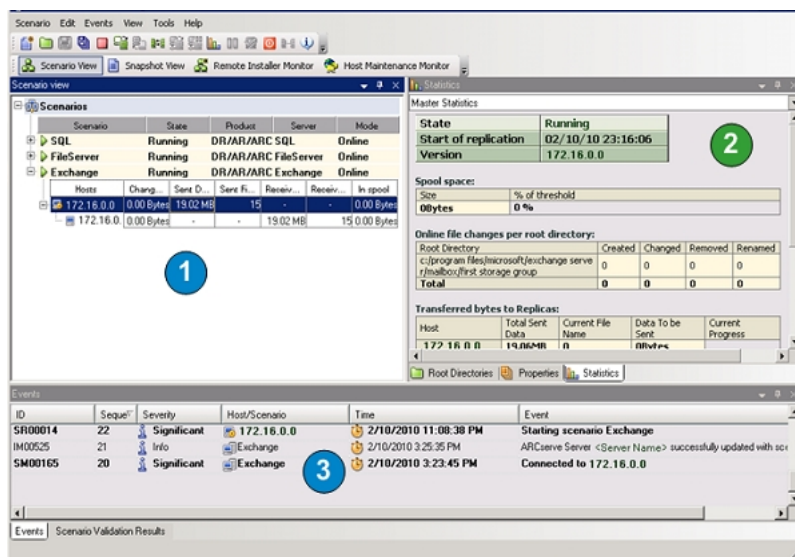 Scenario Edit Events View Tools Help
Scenario View Snapshot View Remote Installer Monitor Host Maintenance Monitor
Scenario view
Scenarios
Scenario State Product Server Mode
SQL Running DR/AR/ARC SQL Online
FileServer Running DR/AR/ARC FileServer Online
Exchange Running DR/AR/ARC Exchange Online
Hosts Chang... Sent D... Sent Fi... Receiv... Receiv... In spool
172.16.0.0 0.00 Bytes 19.02 MB 15 - - 0.00 Bytes
172.16.0. 0.00 Bytes - - 19.02 MB 15 0.00 Bytes
1
Statistics
Master Statistics
State Running
Start of replication 02/10/10 23:16:06
Version 172.16.0.0
2
Spool space:
Size % of threshold
0Bytes 0 %
Online file changes per root directory:
Root Directory Created Changed Removed Renamed
c:/program files/microsoft/exchange serve
r/mailbox/first storage group 0 0 0 0
Total 0 0 0 0
Transferred bytes to Replicas:
Host Total Sent Data Current File Name Data To be Sent Current Progress
172.16.0.0 19.06MB 0 0Bytes
Root Directories Properties Statistics
Events
ID Seque Severity Host/Scenario Time Event
SR00014 22 Significant 172.16.0.0 2/10/2010 11:08:38 PM Starting scenario Exchange
IM00525 21 Info Exchange 2/10/2010 3:25:35 PM ARCserve Server <Server Name> successfully updated with sce
SM00165 20 Significant Exchange 2/10/2010 3:23:45 PM Connected to 172.16.0.0
3
Events Scenario Validation Results